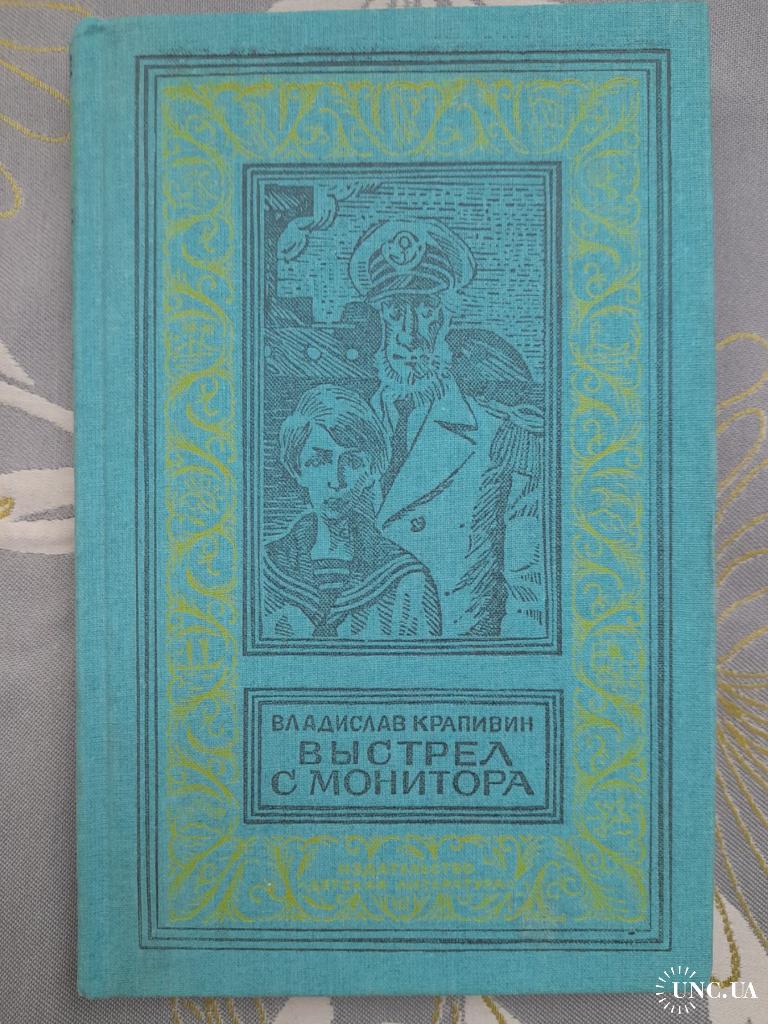 ВЛАДИСЛАВ КРАПИВИН
ВЫСТРЕЛ
С МОНИТОРА
ИЗДАТЕЛЬСТВО
ДЕТСКАЯ ЛИТЕРАТУРА
UNC.UA